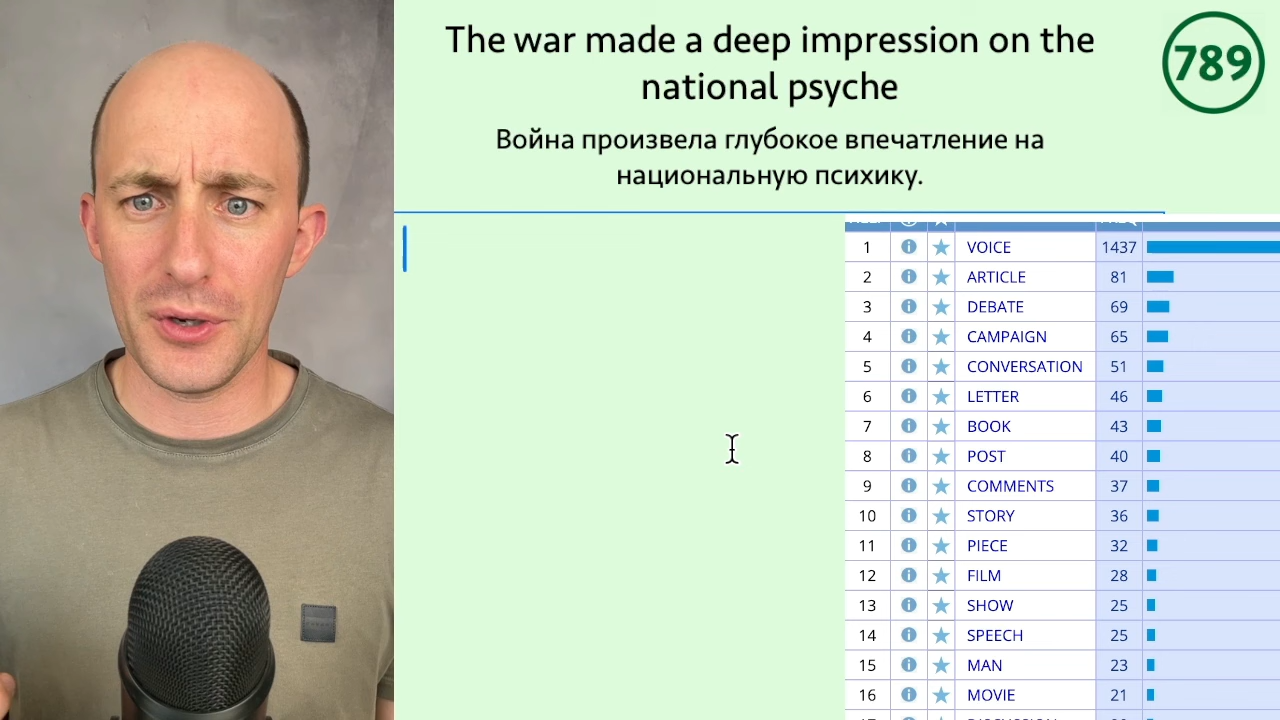 The war made a deep impression on the
national psyche
789
Война произвела глубокое впечатление на
национальную психику.
1 VOICE 1437
2 ARTICLE 81
3 DEBATE 69
4 CAMPAIGN 65
5 CONVERSATION 51
6 LETTER 46
7 BOOK 43
8 POST 40
9 COMMENTS 37
10 STORY 36
11 PIECE 32
12 FILM 28
13 SHOW 25
14 SPEECH 25
15 MAN 23
16 MOVIE 21